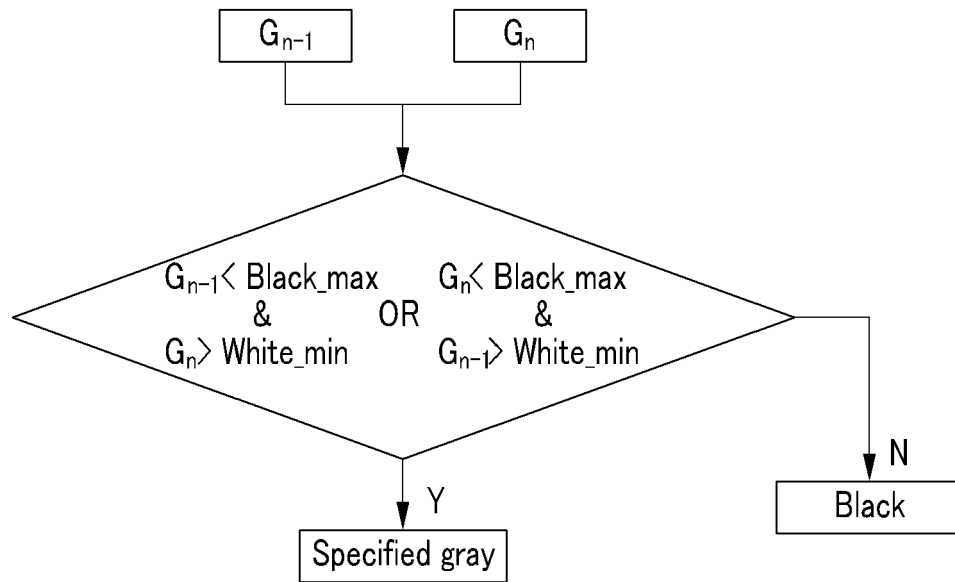 Gn-1 Gn
Gn-1< Black_max Gn< Black_max
& OR &
Gn> White_min Gn-1> White_min
N
Black
Y
Specified gray